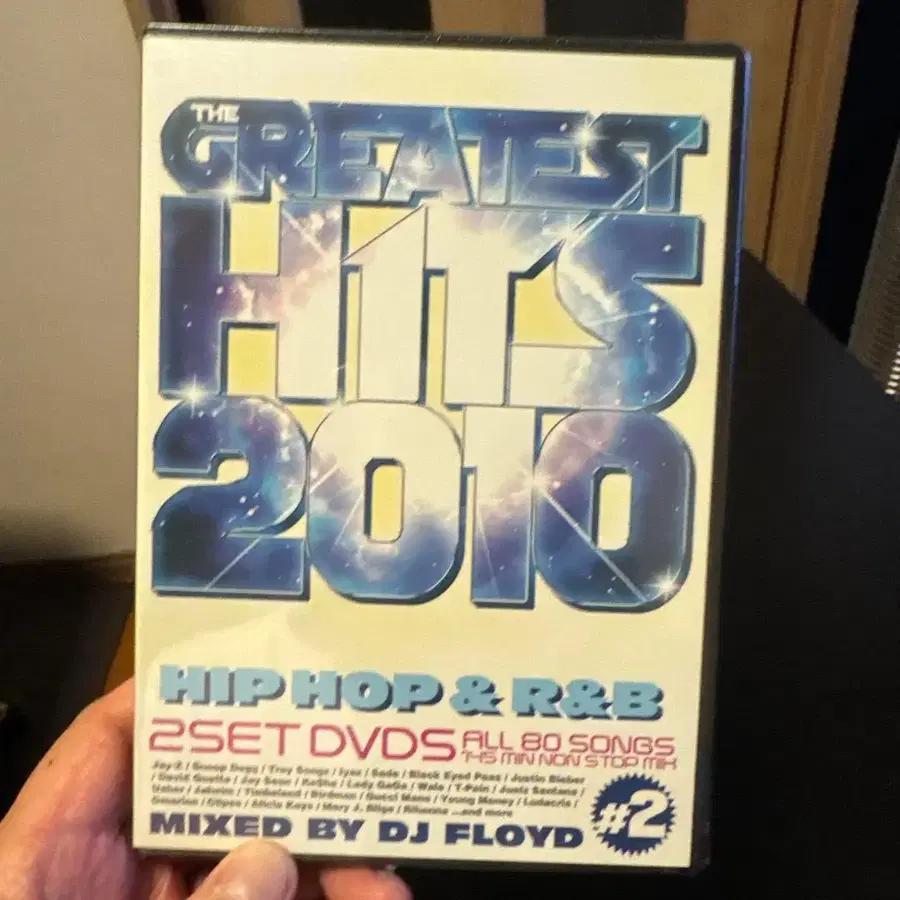 THE
GREATEST
HITS
2010
HIP HOP & R&B
2SET DVDS
ALL 80 SONGS
145 MIN NON STOP MIX
Jay-Z / Snoop Dogg / Trey Songz / Iyaz / Sade / Black Eyed Peas / Justin Bieber
/ David Guetta / Jay Sean / Ke$ha / Lady GaGa / Wale / T-Pain / Juelz Santana /
Usher / Jaheim / Timbaland / Birdman / Gucci Mane / Young Money / Ludacris /
Omarion / Clipse / Alicia Keys / Mary J. Blige / Rihanna ...and more
#2
MIXED BY DJ FLOYD